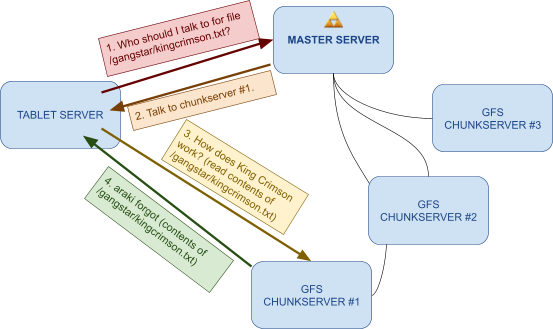 1. Who should I talk to for file
/gangstar/kingcrimson.txt?
MASTER SERVER
2. Talk to chunkserver #1.
TABLET SERVER
GFS
CHUNKSERVER #3
3. How does King Crimson
work? (read contents of
/gangstar/kingcrimson.txt)
4. araki forgot (contents of
/gangstar/kingcrimson.txt)
GFS
CHUNKSERVER #2
GFS
CHUNKSERVER #1